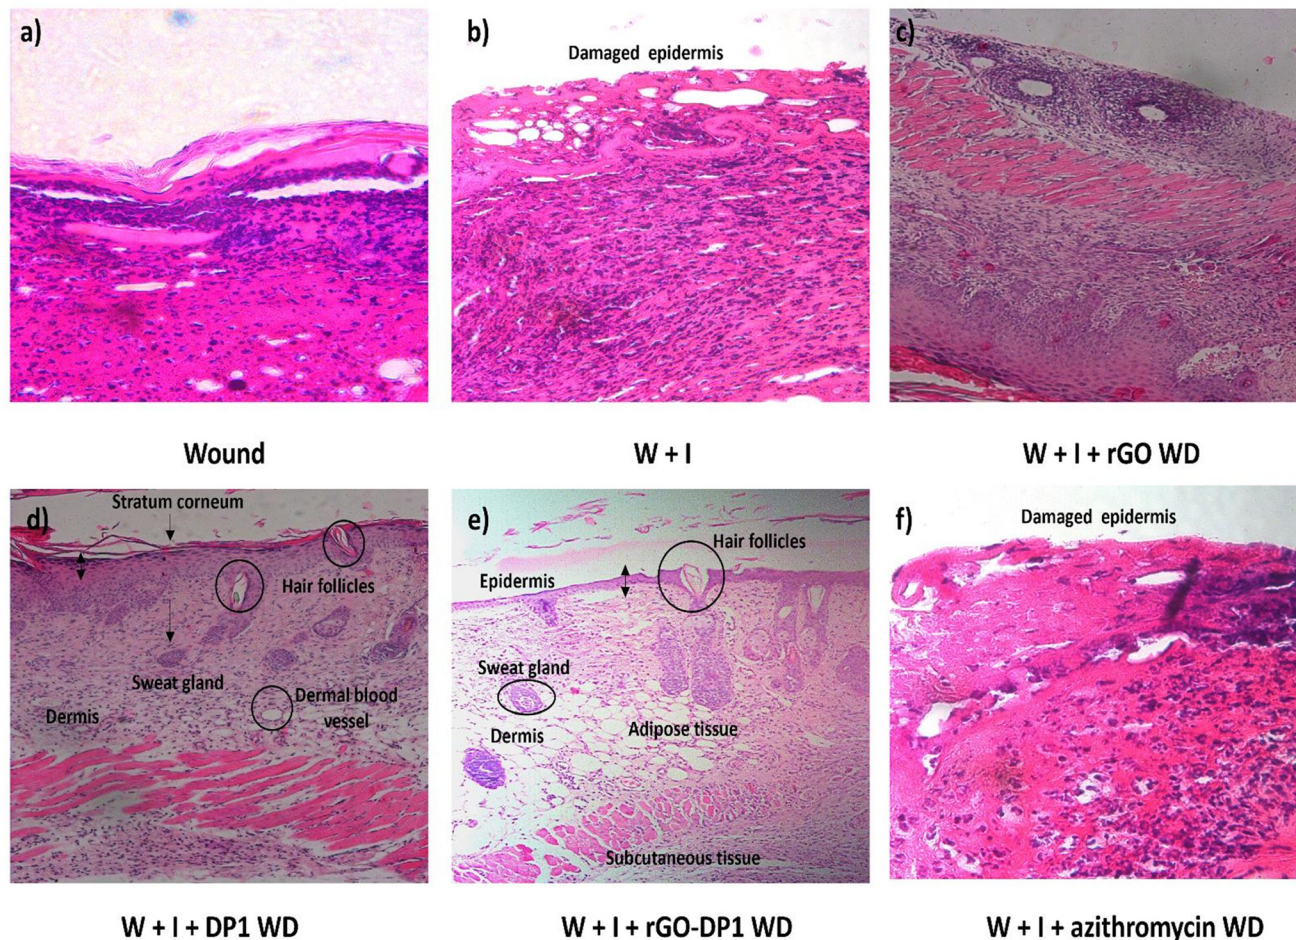 a)
b)
Damaged epidermis
c)
Wound
W + I
W + I + rGO WD
d)
Stratum corneum
Hair follicles
Sweat gland
Dermal blood
vessel
Dermis
e)
Hair follicles
Epidermis
Sweat gland
Dermis
Adipose tissue
Subcutaneous tissue
f)
Damaged epidermis
W + I + DP1 WD
W + I + rGO-DP1 WD
W + I + azithromycin WD